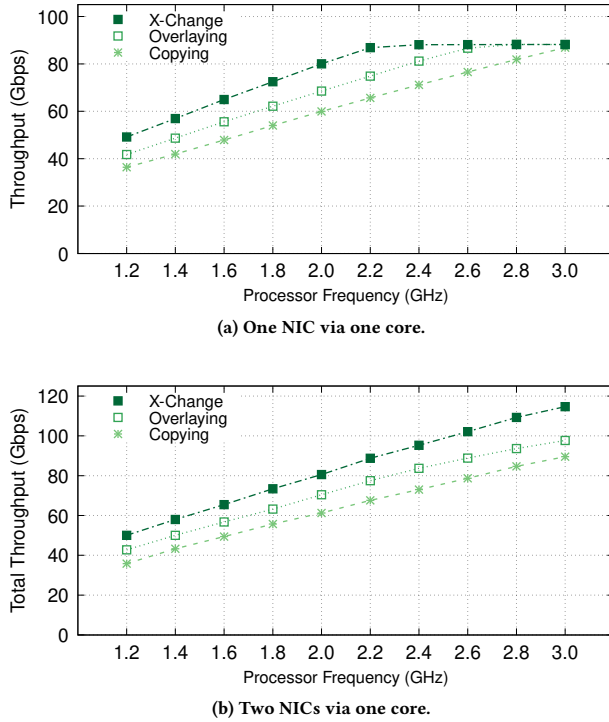 100
80
60
40
20
0
Throughput (Gbps)
X-Change
Overlaying
Copying
1.2 1.4 1.6 1.8 2.0 2.2 2.4 2.6 2.8 3.0
Processor Frequency (GHz)
(a) One NIC via one core.
120
100
80
60
40
20
0
Total Throughput (Gbps)
X-Change
Overlaying
Copying
1.2 1.4 1.6 1.8 2.0 2.2 2.4 2.6 2.8 3.0
Processor Frequency (GHz)
(b) Two NICs via one core.